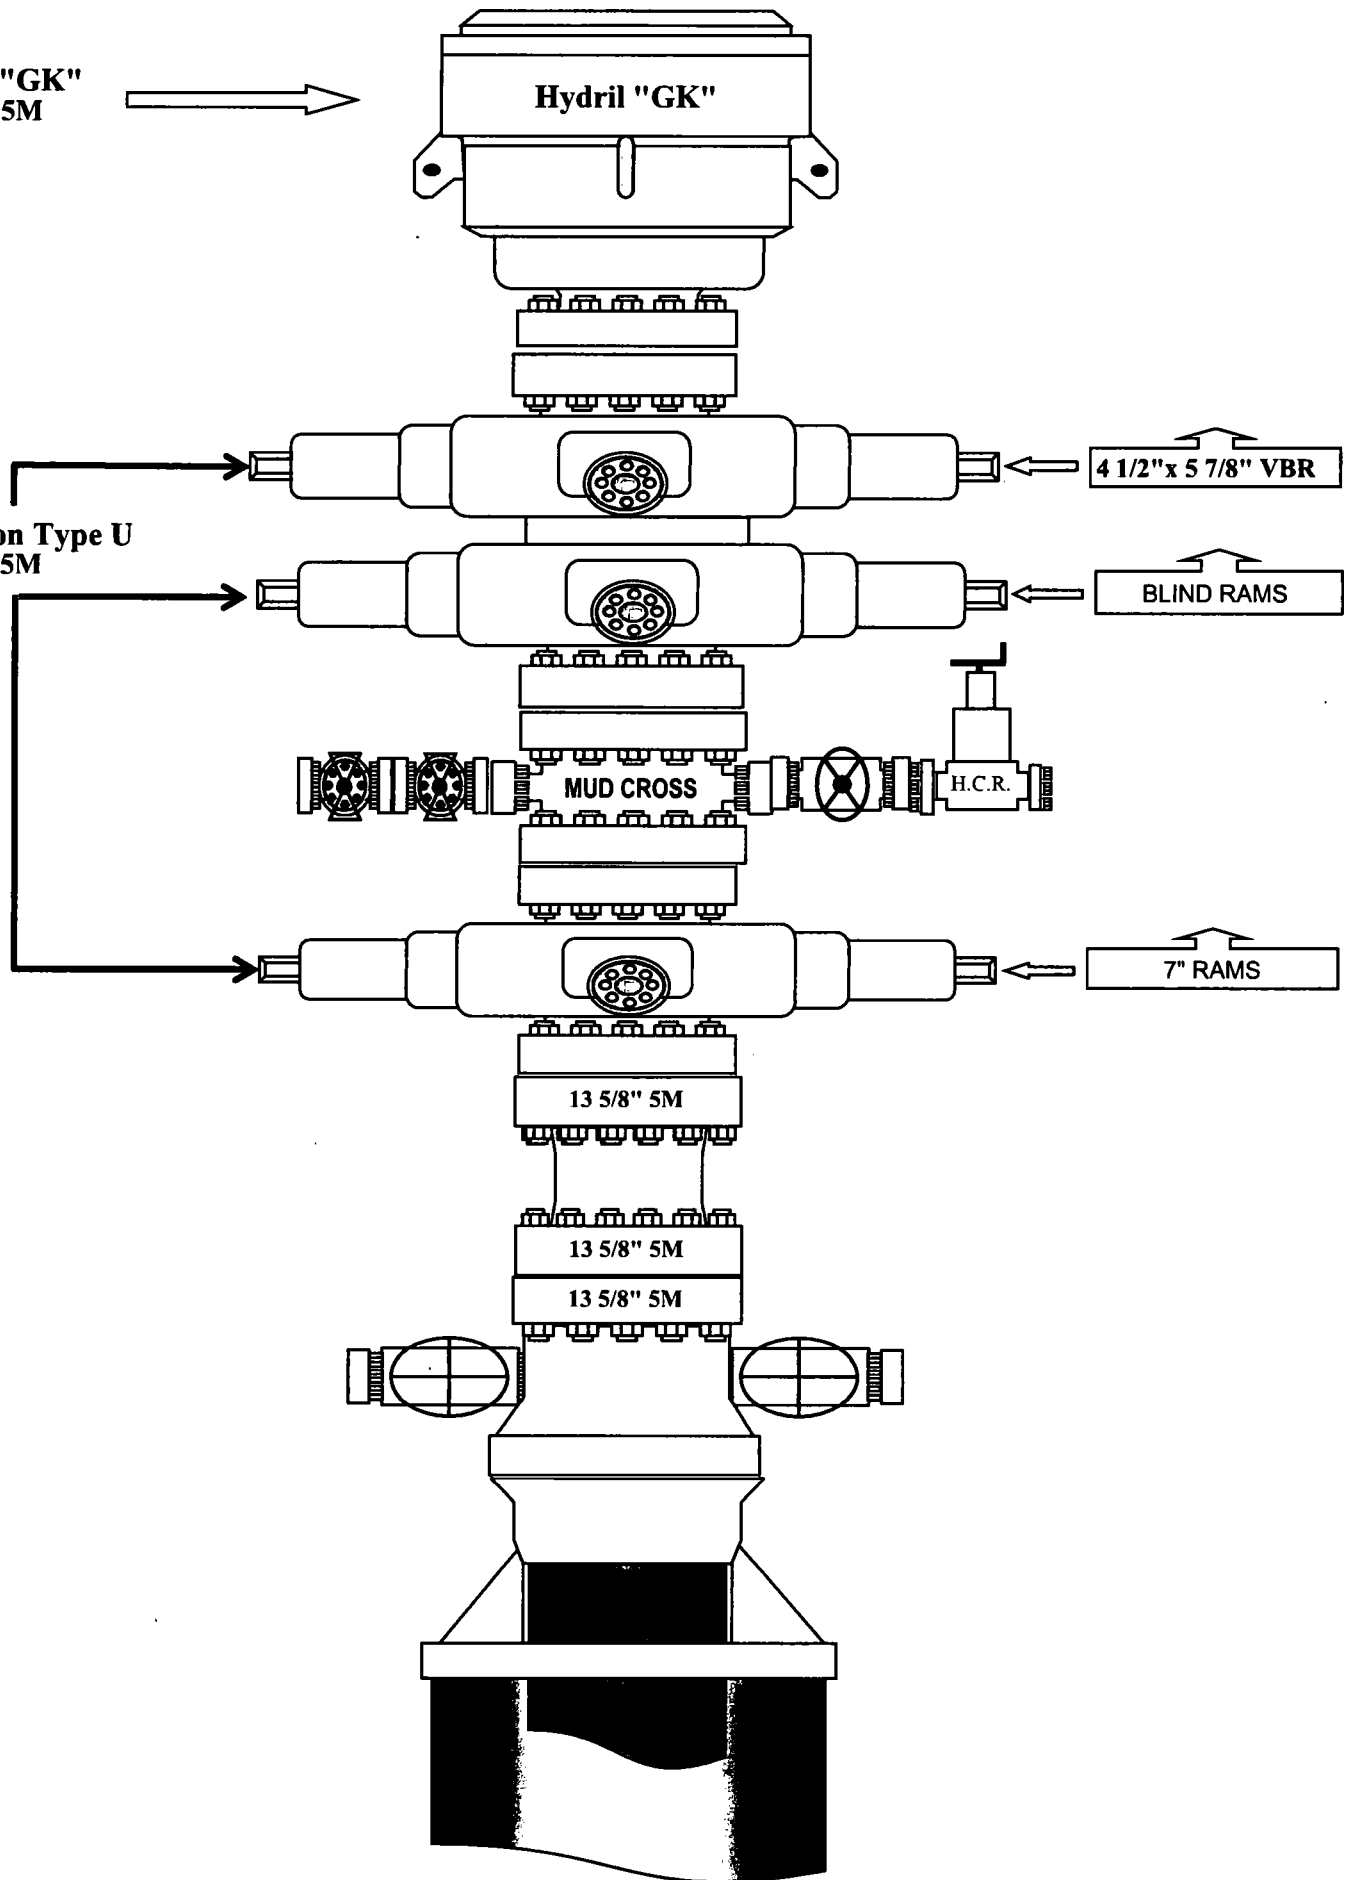 "GK"
5M
Hydril "GK"
4 1/2"x 5 7/8" VBR
on Type U
5M
BLIND RAMS
MUD CROSS
H.C.R.
7" RAMS
13 5/8" 5M
13 5/8" 5M
13 5/8" 5M